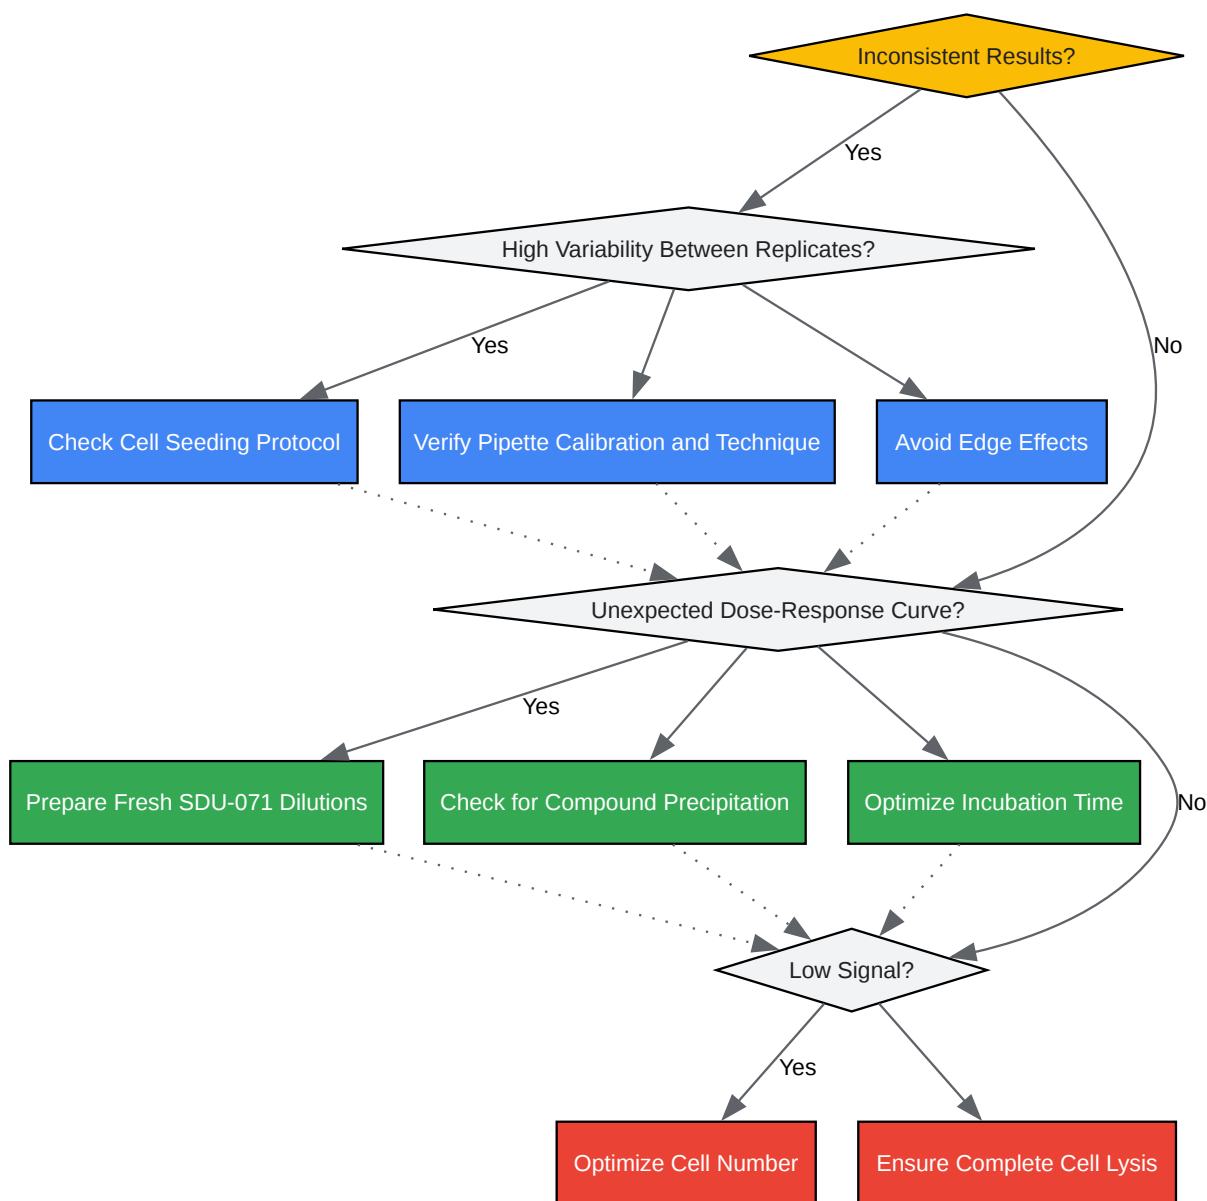 Inconsistent Results?
Yes
High Variability Between Replicates?
Yes
No
Check Cell Seeding Protocol
Verify Pipette Calibration and Technique
Avoid Edge Effects
Unexpected Dose-Response Curve?
Yes
Prepare Fresh SDU-071 Dilutions
Check for Compound Precipitation
Optimize Incubation Time
No
Low Signal?
Yes
Optimize Cell Number
Ensure Complete Cell Lysis